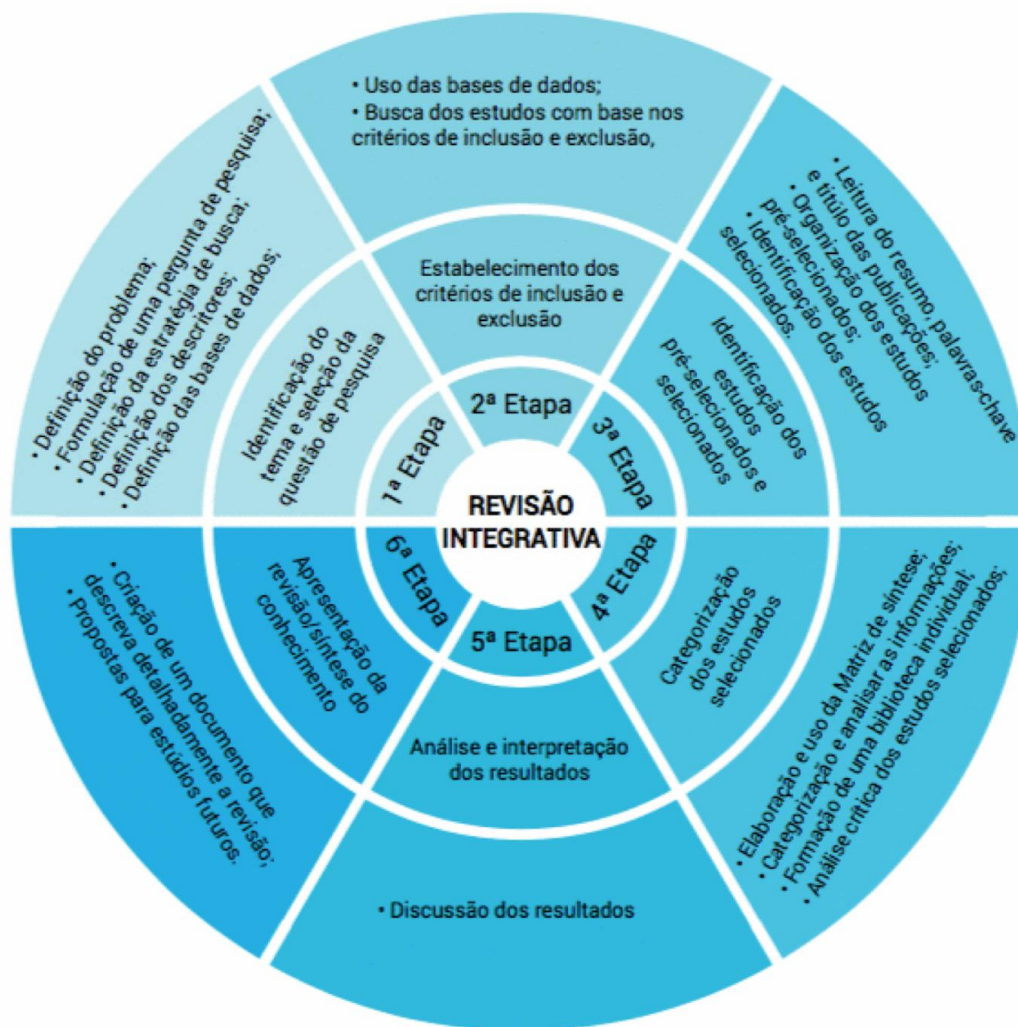 REVISÃO
INTEGRATIVA
1ª Etapa
Identificação do
tema e seleção da
questão de pesquisa
• Definição do problema;
• Formulação de uma pergunta de pesquisa;
• Definição da estratégia de busca;
• Definição dos descritores;
• Definição das bases de dados;
2ª Etapa
Estabelecimento dos
critérios de inclusão e
exclusão
• Uso das bases de dados;
• Busca dos estudos com base nos
critérios de inclusão e exclusão,
3ª Etapa
Identificação dos
estudos
pré-selecionados e
selecionados
• Leitura do resumo, palavras-chave
e título das publicações;
• Organização dos estudos
pré-selecionados;
• Identificação dos estudos
selecionados.
4ª Etapa
Categorização
dos estudos
selecionados
• Elaboração e uso da Matriz de síntese;
• Categorização e analisar as informações;
• Formação de uma biblioteca individual;
• Análise crítica dos estudos selecionados;
5ª Etapa
Análise e interpretação
dos resultados
• Discussão dos resultados
6ª Etapa
Apresentação da
revisão/síntese do
conhecimento
• Criação de um documento que
descreva detalhadamente a revisão;
• Propostas para estúdios futuros.